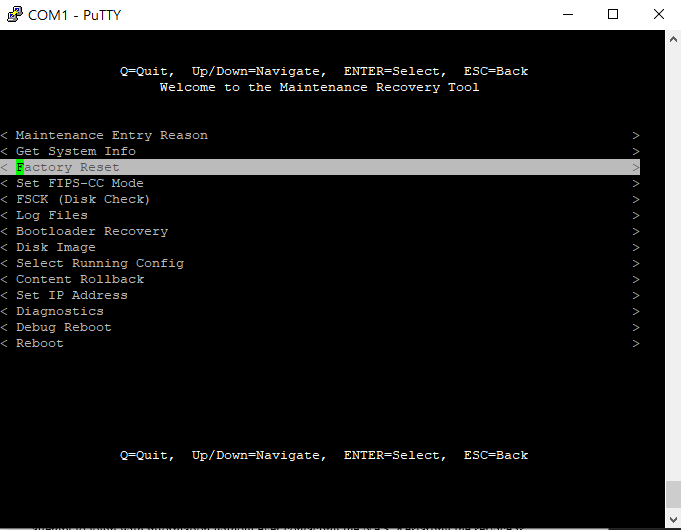 COM1 - PuTTY
Q=Quit,  Up/Down=Navigate,  ENTER=Select,  ESC=Back
Welcome to the Maintenance Recovery Tool
< Maintenance Entry Reason >
< Get System Info >
< Factory Reset >
< Set FIPS-CC Mode >
< FSCK (Disk Check) >
< Log Files >
< Bootloader Recovery >
< Disk Image >
< Select Running Config >
< Content Rollback >
< Set IP Address >
< Diagnostics >
< Debug Reboot >
< Reboot >
Q=Quit,  Up/Down=Navigate,  ENTER=Select,  ESC=Back